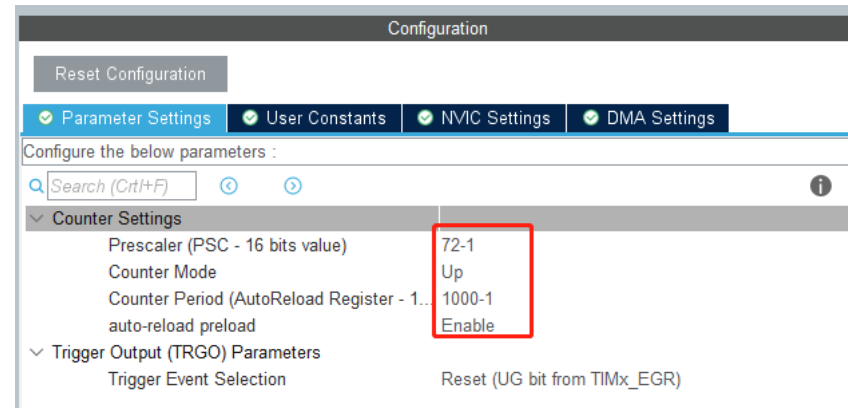 Configuration
Reset Configuration
Parameter Settings User Constants NVIC Settings DMA Settings
Configure the below parameters :
Search (Crtl+F)
Counter Settings
Prescaler (PSC - 16 bits value) 72-1
Counter Mode Up
Counter Period (AutoReload Register - 1... 1000-1
auto-reload preload Enable
Trigger Output (TRGO) Parameters
Trigger Event Selection Reset (UG bit from TIMx_EGR)